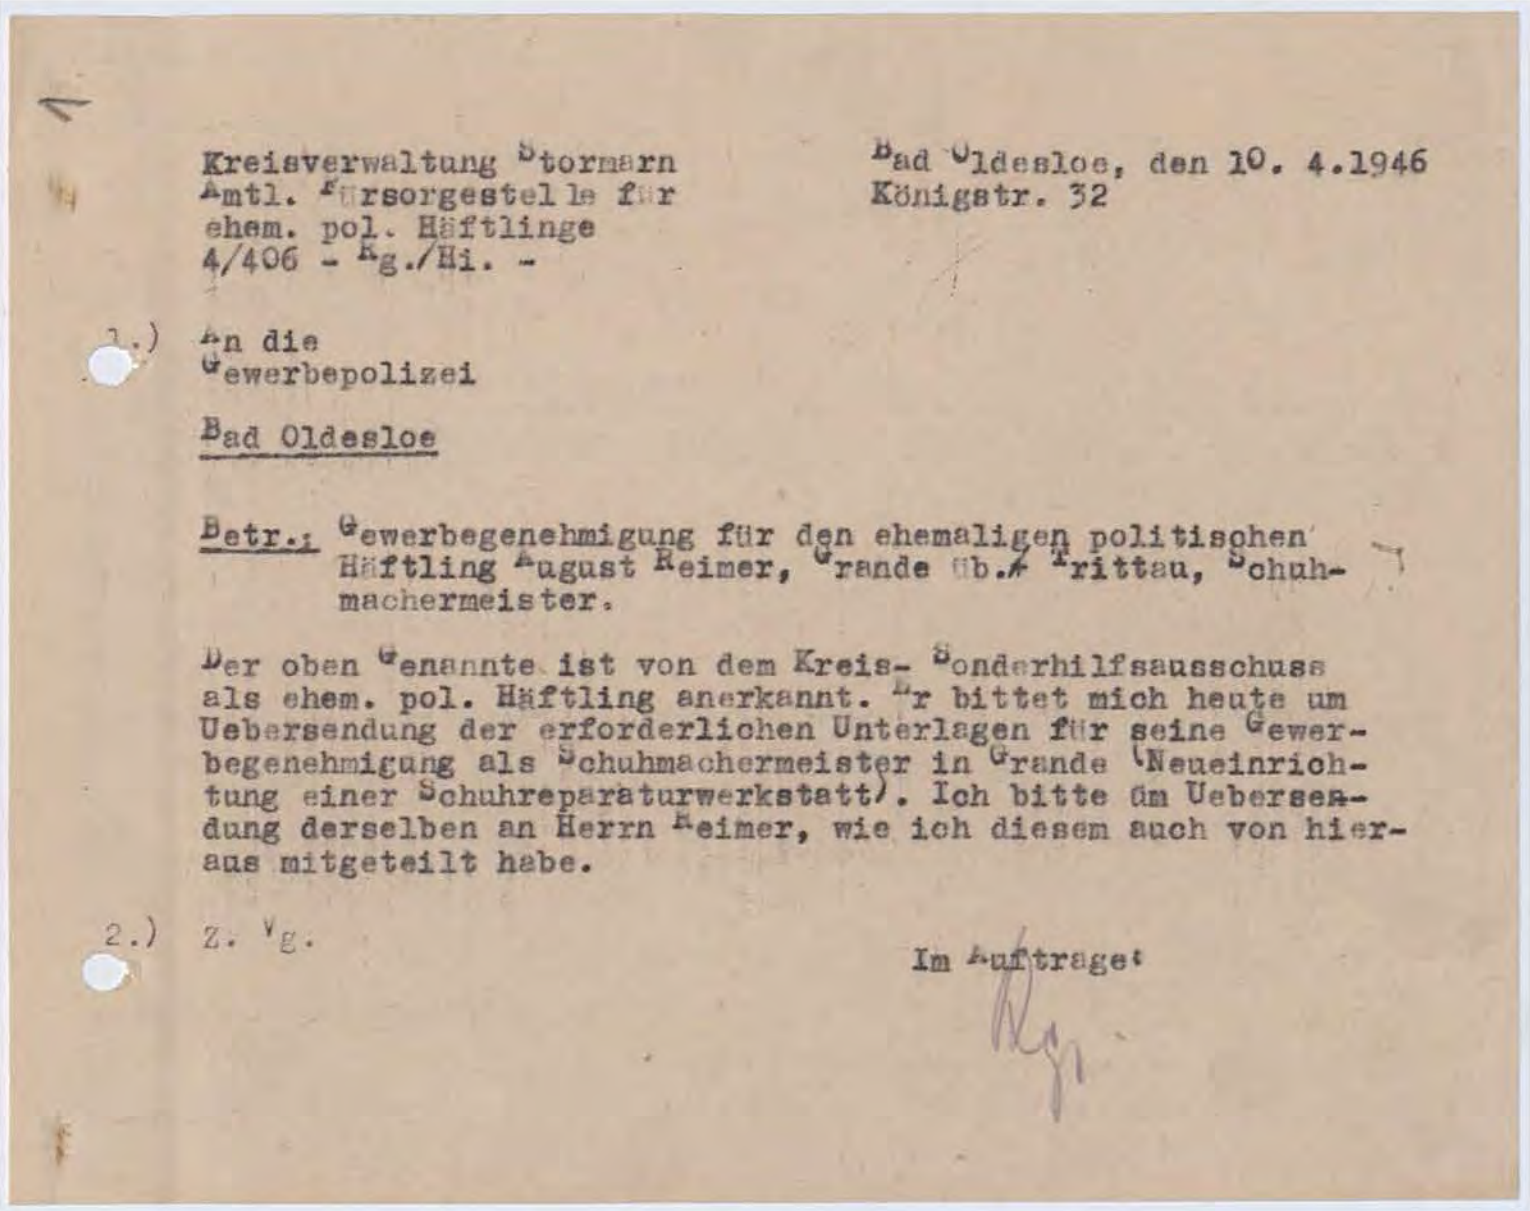 1
Kreisverwaltung Stormarn
Amtl. Fürsorgestelle für
ehem. pol. Häftlinge
4/406 - Kg./Hi. -
Bad Oldesloe, den 10. 4.1946
Königstr. 32
1.) An die
Gewerbepolizei
Bad Oldesloe
Betr.: Gewerbegenehmigung für den ehemaligen politischen
Häftling August Reimer, Grande üb. Trittau, Schuh-
machermeister.
Der oben Genannte ist von dem Kreis- Sonderhilfsausschuss
als ehem. pol. Häftling anerkannt. Er bittet mich heute um
Uebersendung der erforderlichen Unterlagen für seine Gewer-
begenehmigung als Schuhmachermeister in Grande (Neueinrich-
tung einer Schuhreparaturwerkstatt). Ich bitte um Uebersen-
dung derselben an Herrn Reimer, wie ich diesem auch von hier-
aus mitgeteilt habe.
2.) Z. Vg.
Im Auftrage: